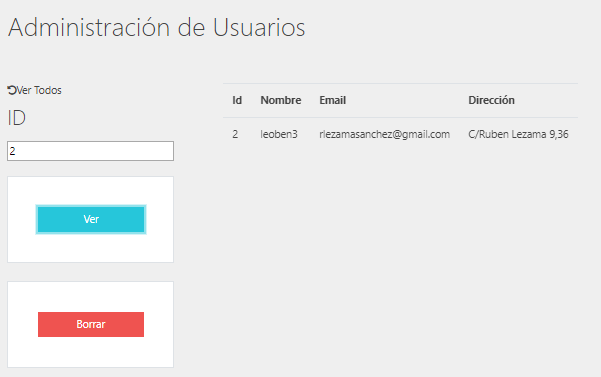 Administración de Usuarios
Ver Todos
ID
2
Ver
Borrar
Id Nombre Email Dirección
2 leoben3 rlezamasanchez@gmail.com C/Ruben Lezama 9,36